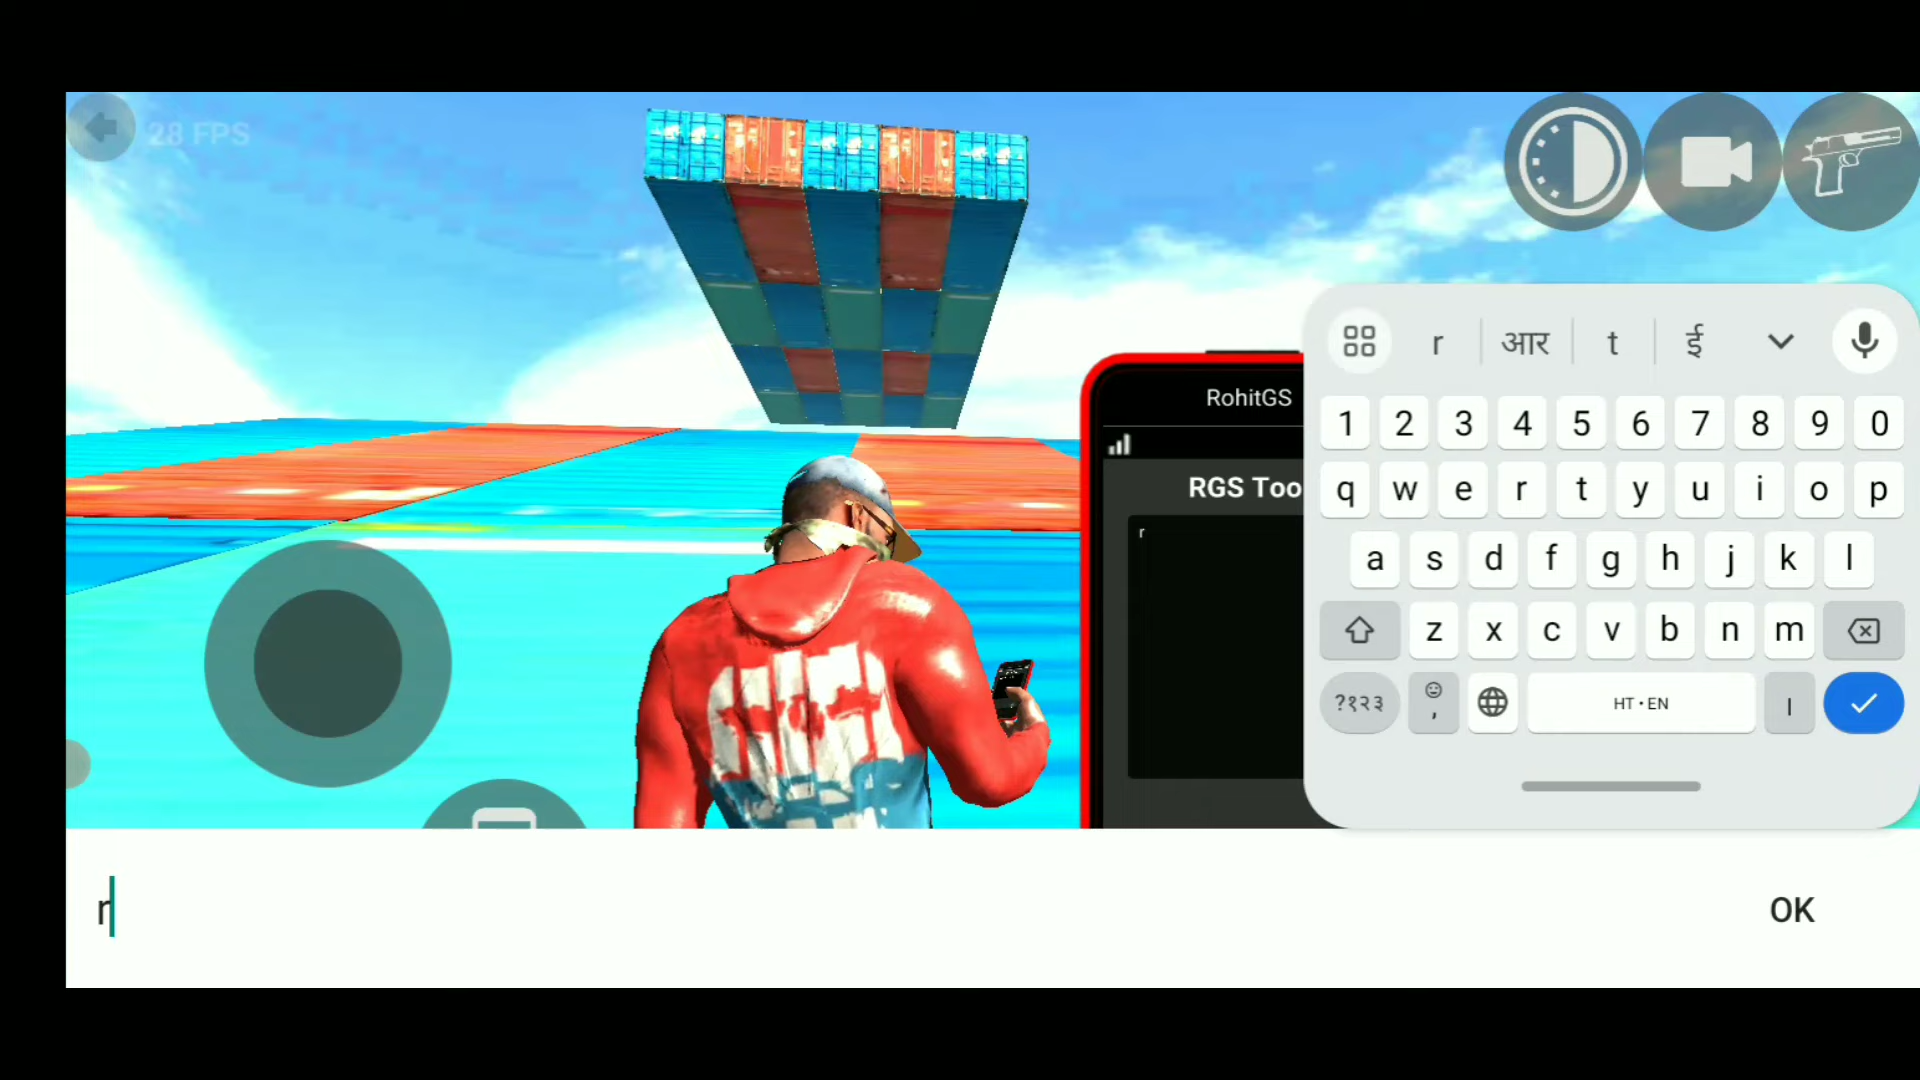 28 FPS
RohitGS
RGS Too
r
r आर t ई
1 2 3 4 5 6 7 8 9 0
q w e r t y u i o p
a s d f g h j k l
z x c v b n m
?१२३ , HT • EN ।
r
OK